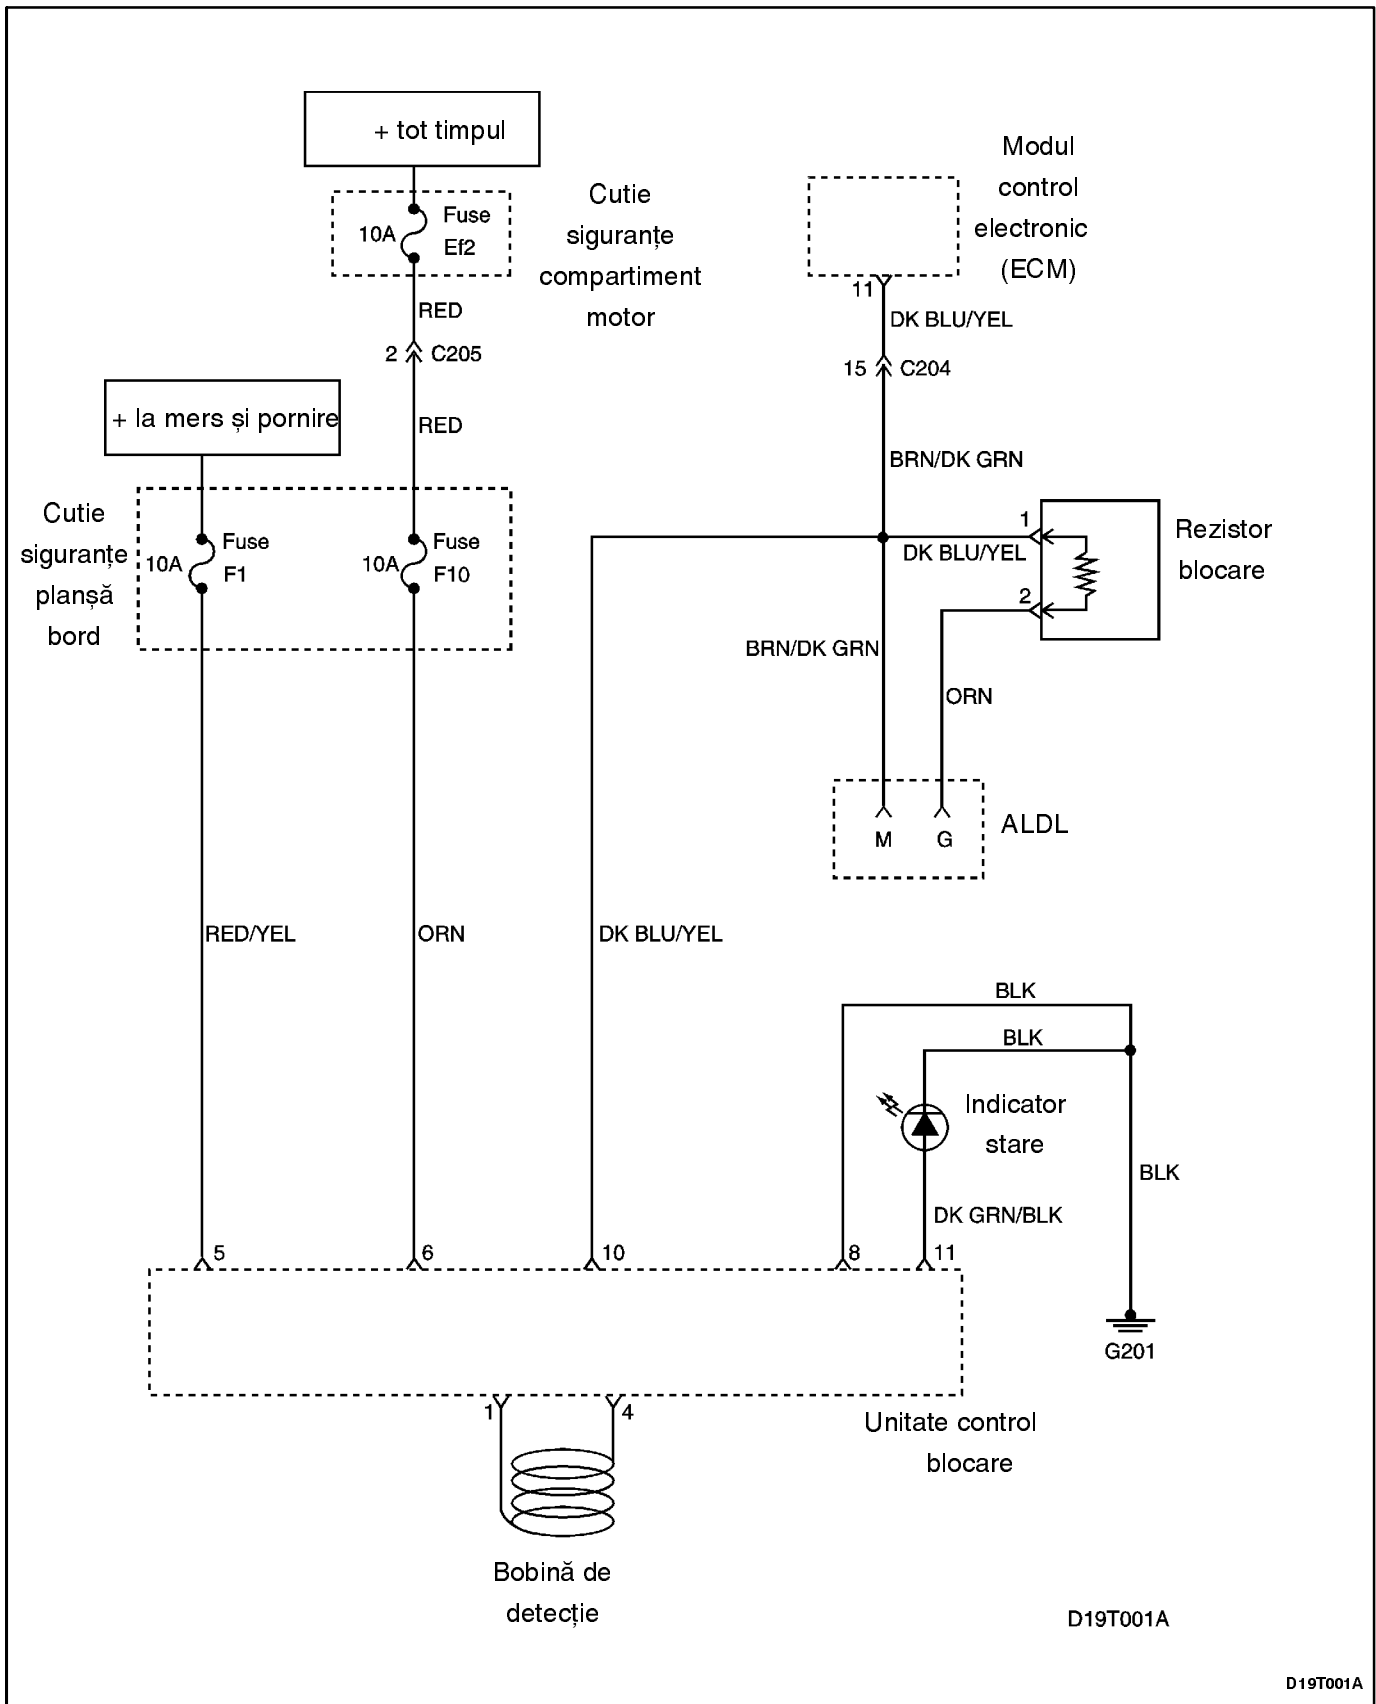 + tot timpul
Modul
control
electronic
(ECM)
Cutie
siguranțe
compartiment
motor
10A
Fuse
Ef2
11
RED
DK BLU/YEL
2
C205
15
C204
+ la mers și pornire
RED
BRN/DK GRN
Cutie
siguranțe
planșă
bord
10A
Fuse
F1
10A
Fuse
F10
1
DK BLU/YEL
2
Rezistor
blocare
BRN/DK GRN
ORN
M
G
ALDL
RED/YEL
ORN
DK BLU/YEL
BLK
BLK
Indicator
stare
BLK
DK GRN/BLK
5
6
10
8
11
G201
1
4
Unitate control
blocare
Bobină de
detecție
D19T001A
D19T001A